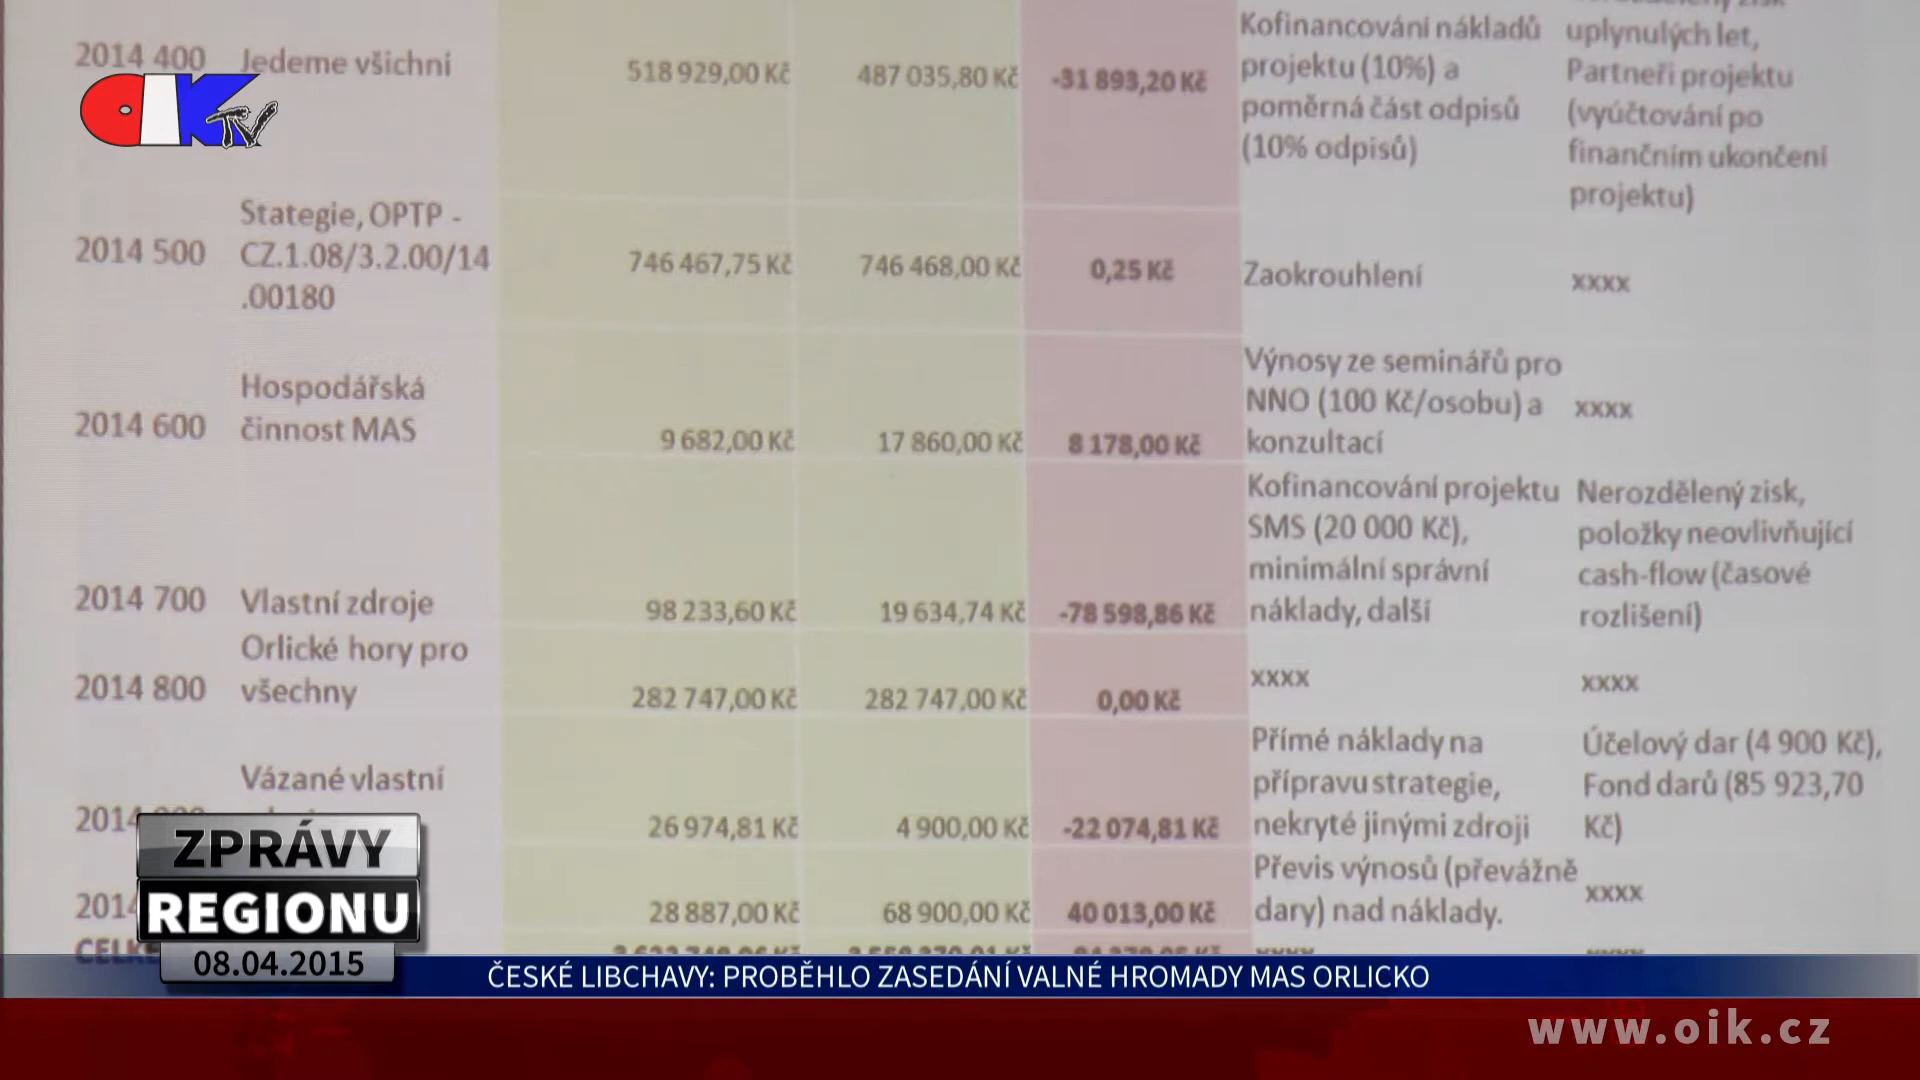 2014 400 Jedeme všichni 518 929,00 Kč 487 035,80 Kč -31 893,20 Kč
Kofinancování nákladů
projektu (10%) a
poměrná část odpisů
(10% odpisů)
uplynulých let,
Partneři projektu
(vyúčtování po
finančním ukončení
projektu)
OIK TV
2014 500
Stategie, OPTP -
CZ.1.08/3.2.00/14
.00180
746 467,75 Kč 746 468,00 Kč 0,25 Kč Zaokrouhlení xxxx
2014 600
Hospodářská
činnost MAS
9 682,00 Kč 17 860,00 Kč 8 178,00 Kč
Výnosy ze seminářů pro
NNO (100 Kč/osobu) a
konzultací
xxxx
2014 700 Vlastní zdroje 98 233,60 Kč 19 634,74 Kč -78 598,86 Kč
Kofinancování projektu
SMS (20 000 Kč),
minimální správní
náklady, další
Nerozdělený zisk,
položky neovlivňující
cash-flow (časové
rozlišení)
2014 800
Orlické hory pro
všechny
282 747,00 Kč 282 747,00 Kč 0,00 Kč xxxx xxxx
2014
Vázané vlastní
26 974,81 Kč 4 900,00 Kč -22 074,81 Kč
Přímé náklady na
přípravu strategie,
nekryté jinými zdroji
Účelový dar (4 900 Kč),
Fond darů (85 923,70
Kč)
2014 28 887,00 Kč 68 900,00 Kč 40 013,00 Kč
Převis výnosů (převážně
dary) nad náklady.
xxxx
ZPRÁVY
REGIONU
08.04.2015
ČESKÉ LIBCHAVY: PROBĚHLO ZASEDÁNÍ VALNÉ HROMADY MAS ORLICKO
www.oik.cz